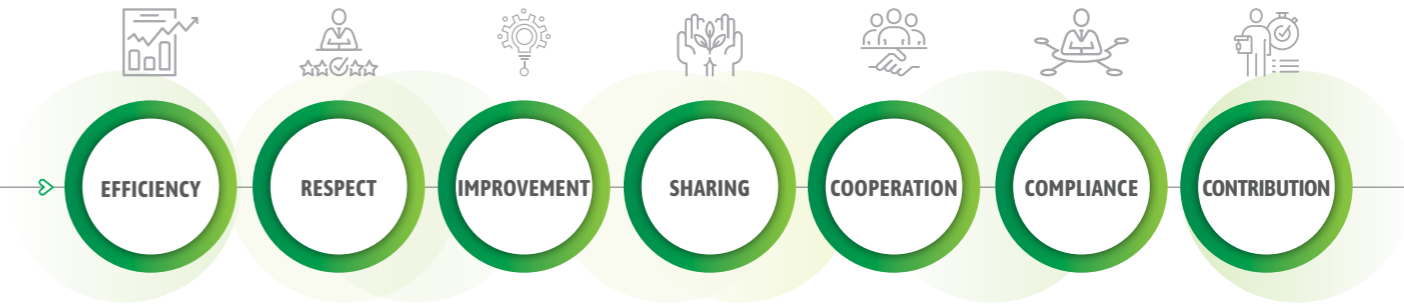 EFFICIENCY
RESPECT
IMPROVEMENT
SHARING
COOPERATION
COMPLIANCE
CONTRIBUTION